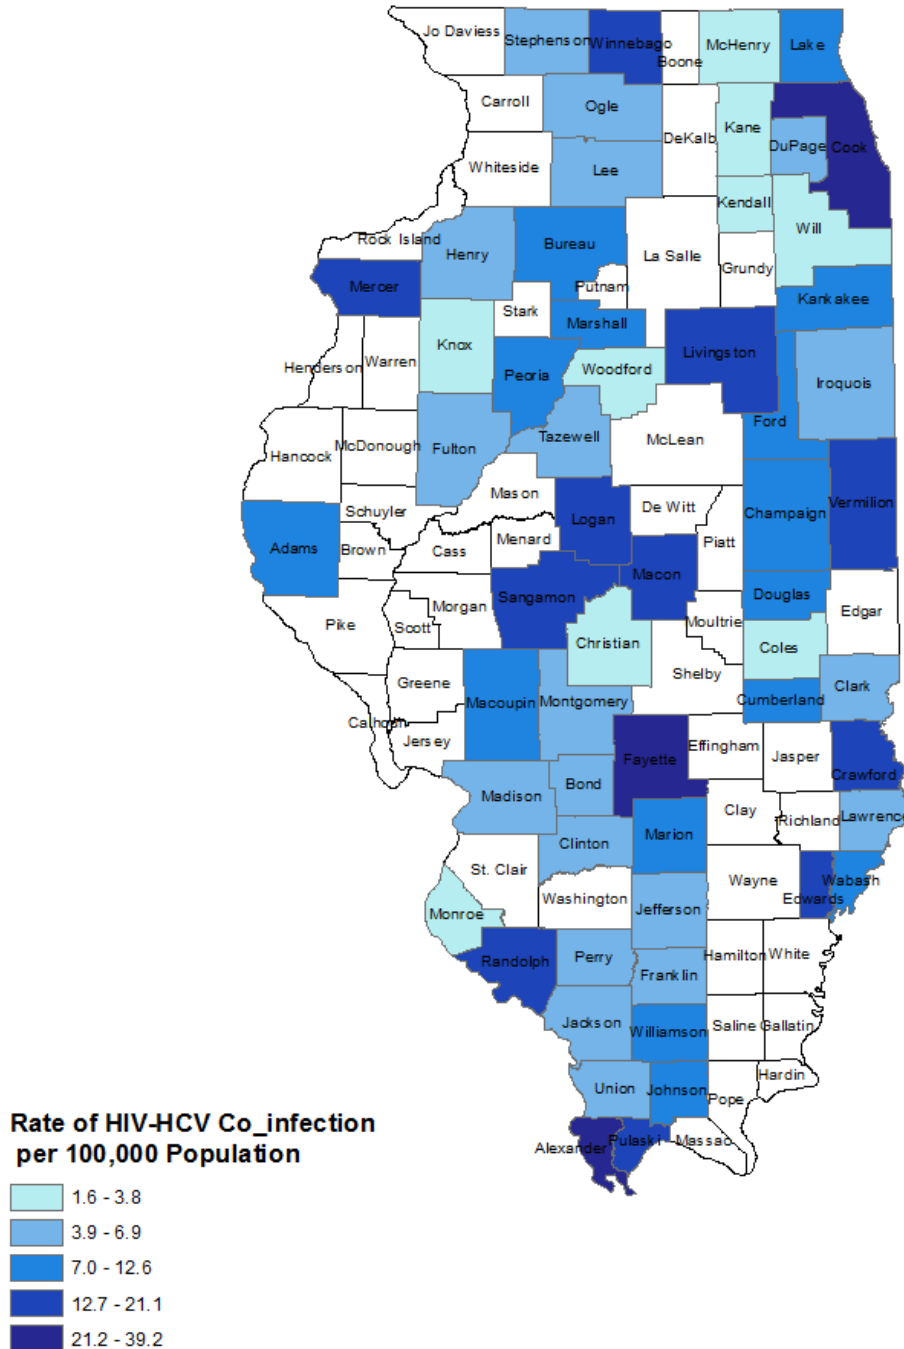 Jo Daviess
Stephenson
Winnebago
Boone
McHenry
Lake
Carroll
Ogle
DeKalb
Kane
DuPage
Cook
Whiteside
Lee
Kendall
Will
Rock Island
Henry
Bureau
La Salle
Grundy
Putnam
Kankakee
Mercer
Stark
Marshall
Knox
Livingston
Henderson
Warren
Peoria
Woodford
Iroquois
Ford
Hancock
McDonough
Fulton
Tazewell
McLean
Mason
Schuyler
Logan
De Witt
Champaign
Vermilion
Adams
Brown
Cass
Menard
Piatt
Macon
Douglas
Pike
Scott
Morgan
Sangamon
Moultrie
Edgar
Christian
Coles
Shelby
Greene
Macoupin
Montgomery
Cumberland
Clark
Calhoun
Jersey
Fayette
Effingham
Jasper
Crawford
Madison
Bond
Clay
Richland
Lawrence
Marion
Clinton
St. Clair
Wayne
Wabash
Edwards
Washington
Monroe
Jefferson
Randolph
Perry
Hamilton
White
Franklin
Jackson
Williamson
Saline
Gallatin
Union
Johnson
Pope
Hardin
Alexander
Pulaski
Massac
Rate of HIV-HCV Co_infection
per 100,000 Population
1.6 - 3.8
3.9 - 6.9
7.0 - 12.6
12.7 - 21.1
21.2 - 39.2